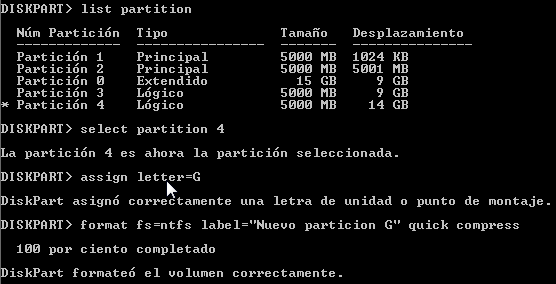 DISKPART> list partition
Núm Partición  Tipo              Tamaño   Desplazamiento
-------------  ----------------  -------  ---------------
Partición 1    Principal         5000 MB  1024 KB
Partición 2    Principal         5000 MB  5001 MB
Partición 0    Extendido           15 GB     9 GB
Partición 3    Lógico            5000 MB     9 GB
* Partición 4    Lógico            5000 MB    14 GB
DISKPART> select partition 4
La partición 4 es ahora la partición seleccionada.
DISKPART> assign letter=G
DiskPart asignó correctamente una letra de unidad o punto de montaje.
DISKPART> format fs=ntfs label="Nuevo particion G" quick compress
100 por ciento completado
DiskPart formateó el volumen correctamente.